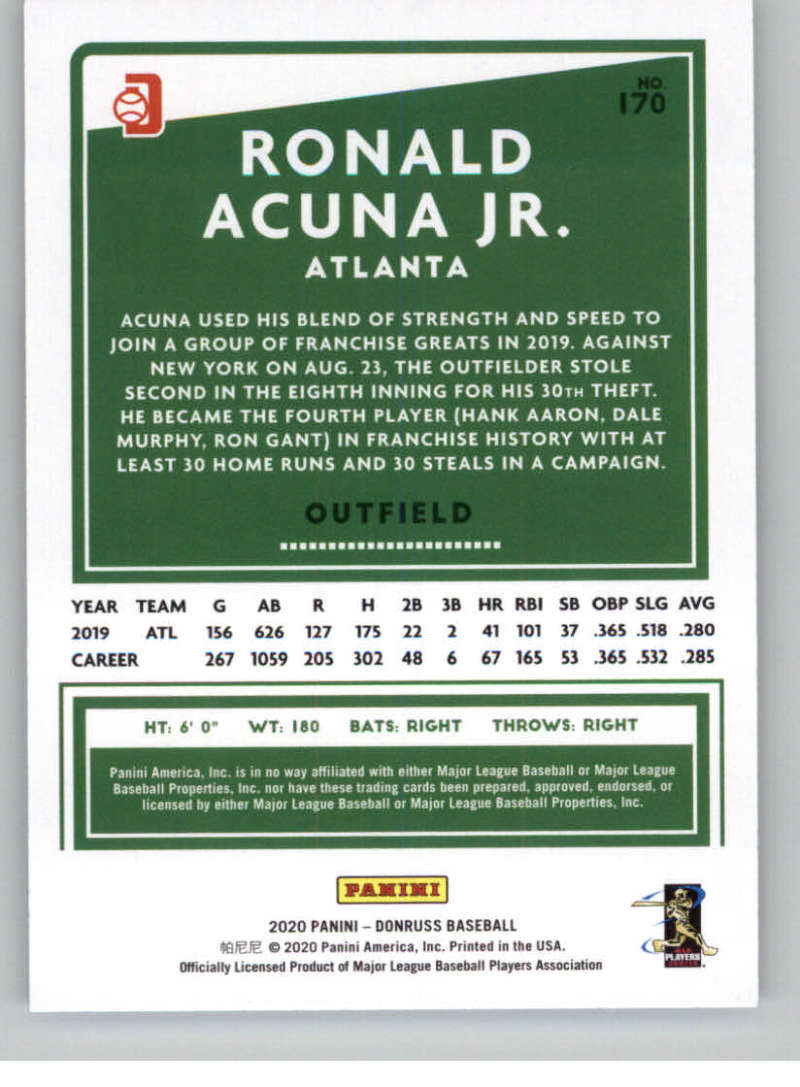 NO.
170
RONALD
ACUNA JR.
ATLANTA
ACUNA USED HIS BLEND OF STRENGTH AND SPEED TO
JOIN A GROUP OF FRANCHISE GREATS IN 2019. AGAINST
NEW YORK ON AUG. 23, THE OUTFIELDER STOLE
SECOND IN THE EIGHTH INNING FOR HIS 30TH THEFT.
HE BECAME THE FOURTH PLAYER (HANK AARON, DALE
MURPHY, RON GANT) IN FRANCHISE HISTORY WITH AT
LEAST 30 HOME RUNS AND 30 STEALS IN A CAMPAIGN.
OUTFIELD
YEAR TEAM G AB R H 2B 3B HR RBI SB OBP SLG AVG
2019 ATL 156 626 127 175 22 2 41 101 37 .365 .518 .280
CAREER 267 1059 205 302 48 6 67 165 53 .365 .532 .285
HT: 6' 0" WT: 180 BATS: RIGHT THROWS: RIGHT
Panini America, Inc. is in no way affiliated with either Major League Baseball or Major League
Baseball Properties, Inc. nor have these trading cards been prepared, approved, endorsed, or
licensed by either Major League Baseball or Major League Baseball Properties, Inc.
PANINI
2020 PANINI – DONRUSS BASEBALL
帕尼尼 © 2020 Panini America, Inc. Printed in the USA.
Officially Licensed Product of Major League Baseball Players Association
PLAYERS